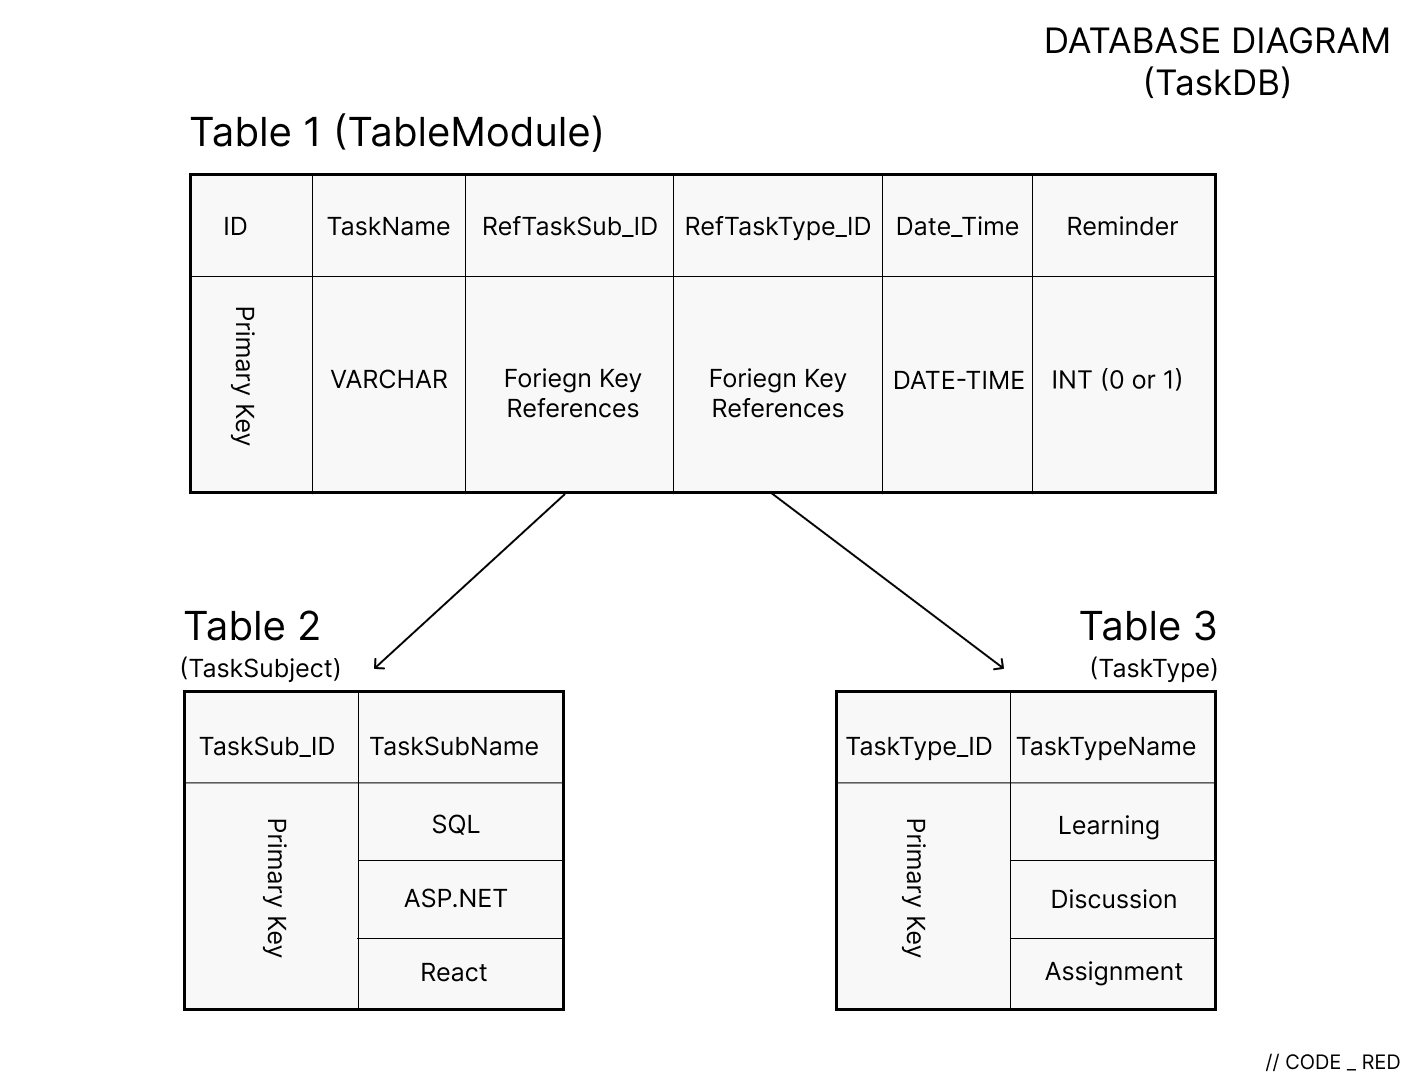 DATABASE DIAGRAM
(TaskDB)
Table 1 (TableModule)
ID
TaskName
RefTaskSub_ID
RefTaskType_ID
Date_Time
Reminder
Primary Key
VARCHAR
Foriegn Key
References
Foriegn Key
References
DATE-TIME
INT (0 or 1)
Table 2
(TaskSubject)
TaskSub_ID
TaskSubName
Primary Key
SQL
ASP.NET
React
Table 3
(TaskType)
TaskType_ID
TaskTypeName
Primary Key
Learning
Discussion
Assignment
// CODE _ RED